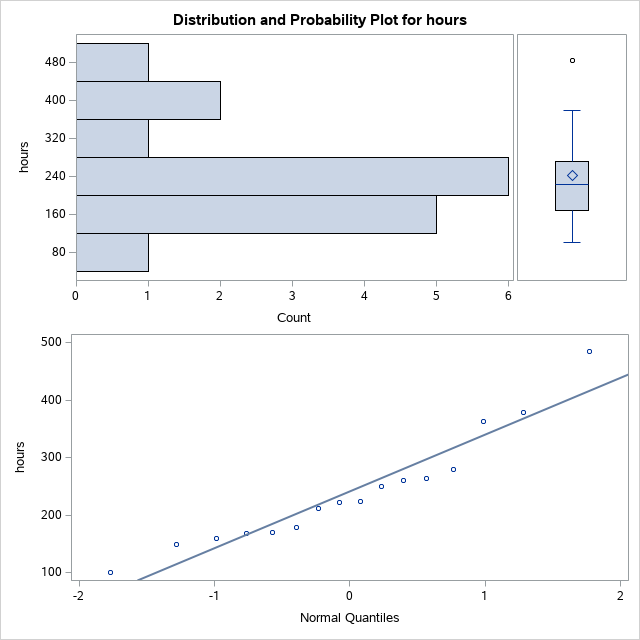 Distribution and Probability Plot for hours
480
400
320
240
160
80
hours
0 1 2 3 4 5 6
Count
500
400
300
200
100
hours
-2 -1 0 1 2
Normal Quantiles